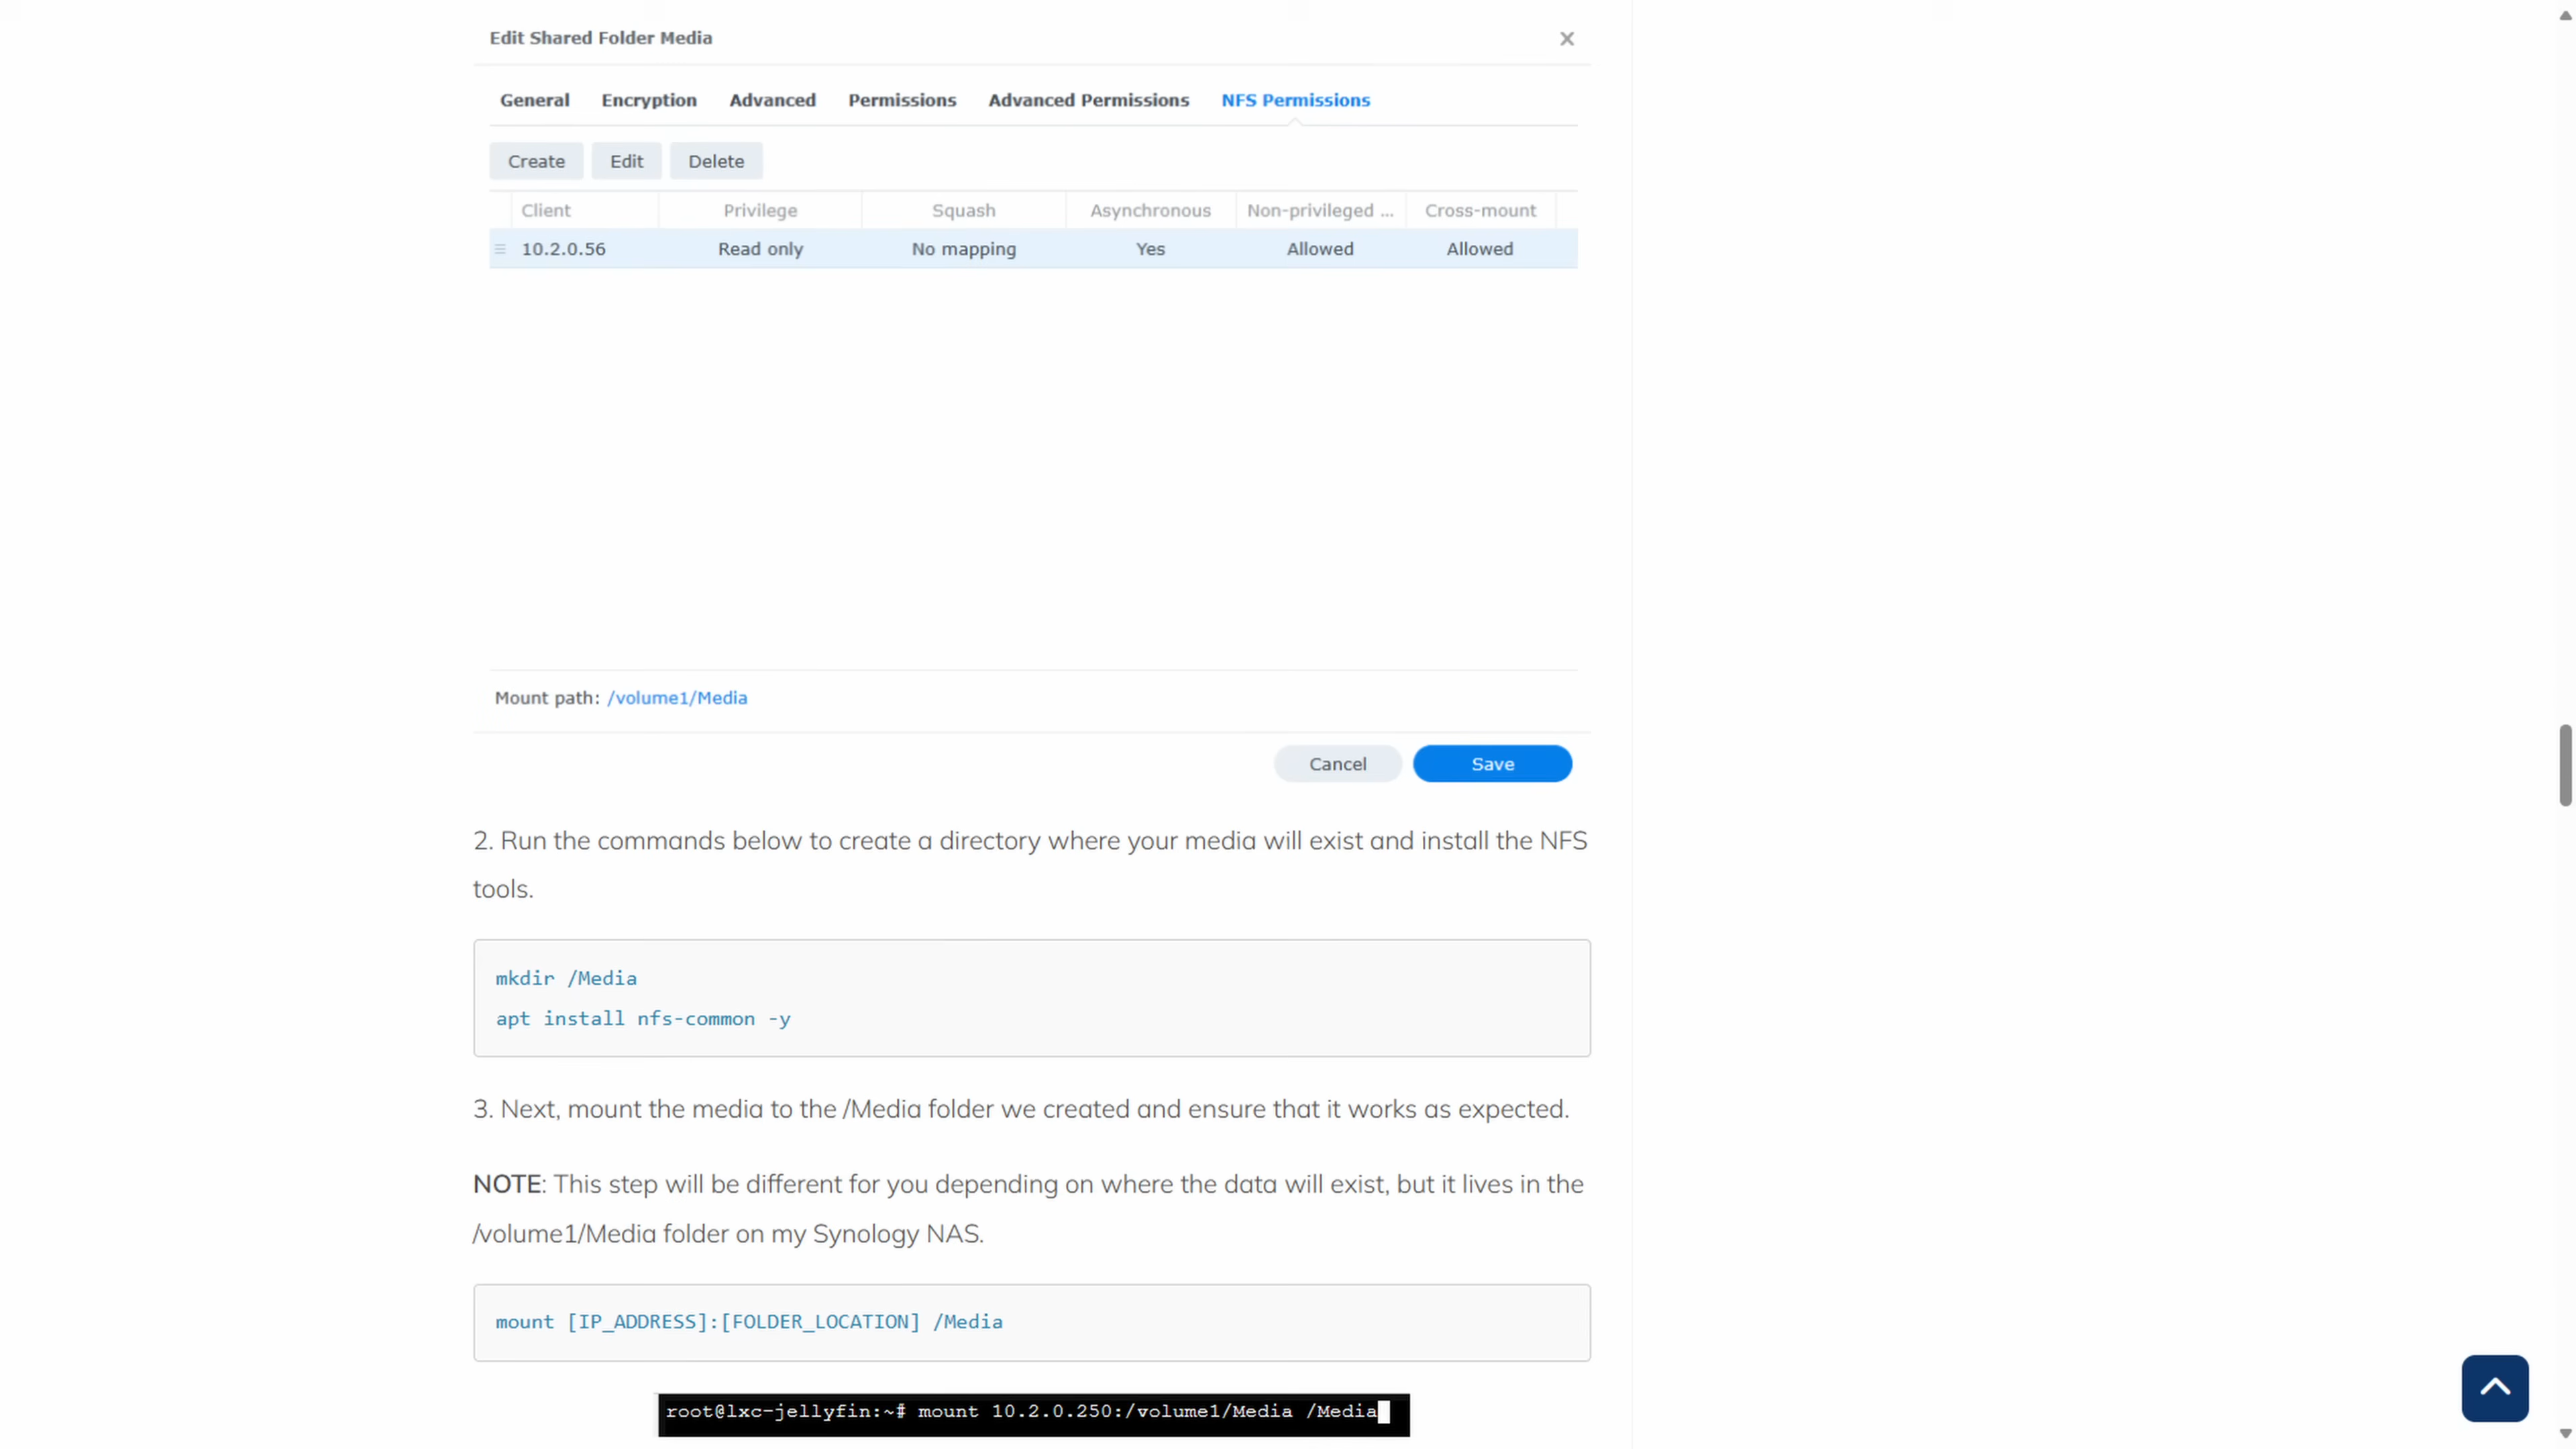 Edit Shared Folder Media
General Encryption Advanced Permissions Advanced Permissions NFS Permissions
Create Edit Delete
Client Privilege Squash Asynchronous Non-privileged ... Cross-mount
10.2.0.56 Read only No mapping Yes Allowed Allowed
Mount path: /volume1/Media
Cancel Save
2. Run the commands below to create a directory where your media will exist and install the NFS
tools.
mkdir /Media
apt install nfs-common -y
3. Next, mount the media to the /Media folder we created and ensure that it works as expected.
NOTE: This step will be different for you depending on where the data will exist, but it lives in the
/volume1/Media folder on my Synology NAS.
mount [IP_ADDRESS]:[FOLDER_LOCATION] /Media
root@lxc-jellyfin:~# mount 10.2.0.250:/volume1/Media /Media